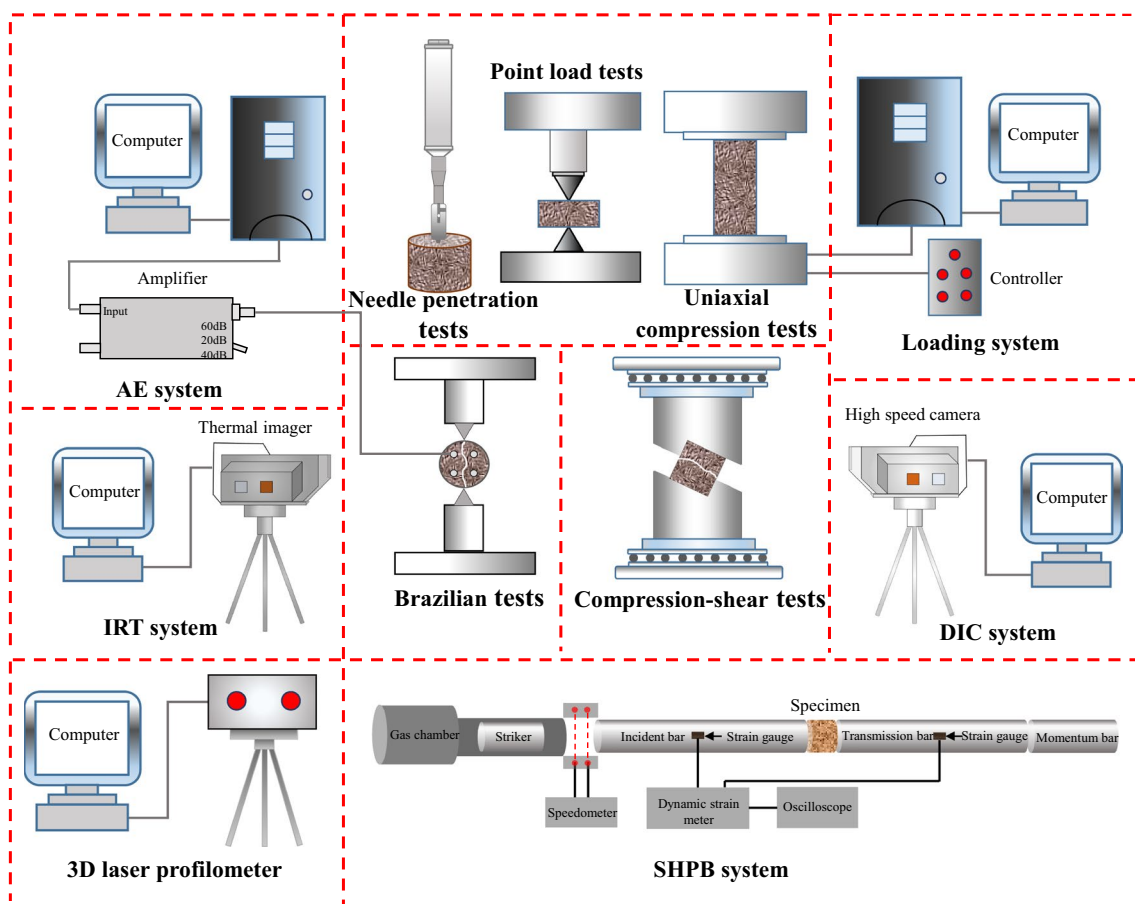 Computer
Amplifier
Input
60dB
20dB
40dB
AE system
Point load tests
Needle penetration
tests
Uniaxial
compression tests
Computer
Controller
Loading system
Thermal imager
Computer
IRT system
Brazilian tests
Compression-shear tests
High speed camera
Computer
DIC system
Computer
3D laser profilometer
Specimen
Gas chamber
Striker
Incident bar
Strain gauge
Transmission bar
Strain gauge
Momentum bar
Speedometer
Dynamic strain
meter
Oscilloscope
SHPB system